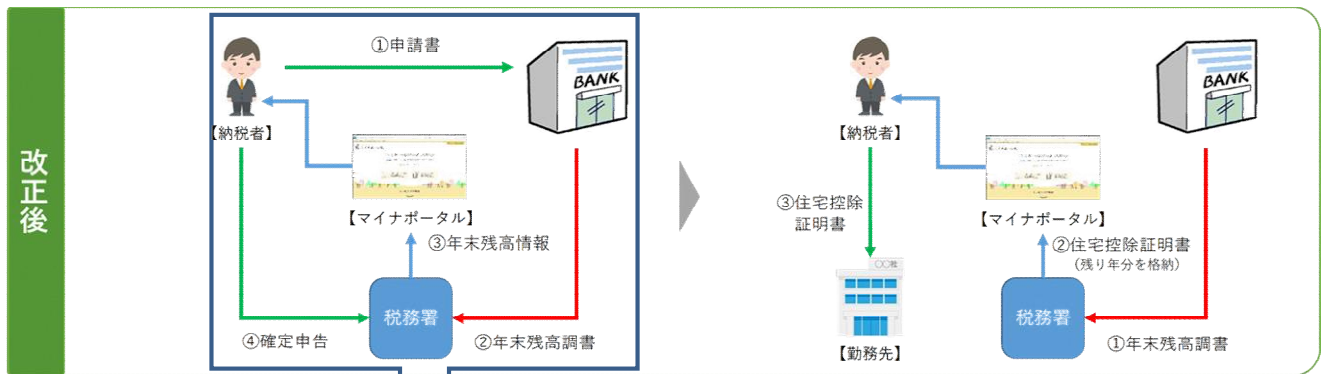 改正後
①申請書
BANK
【納税者】
【マイナポータル】
③年末残高情報
税務署
④確定申告
②年末残高調書
BANK
【納税者】
③住宅控除
証明書
【マイナポータル】
②住宅控除証明書
(残り年分を格納)
〇〇社
税務署
【勤務先】
①年末残高調書